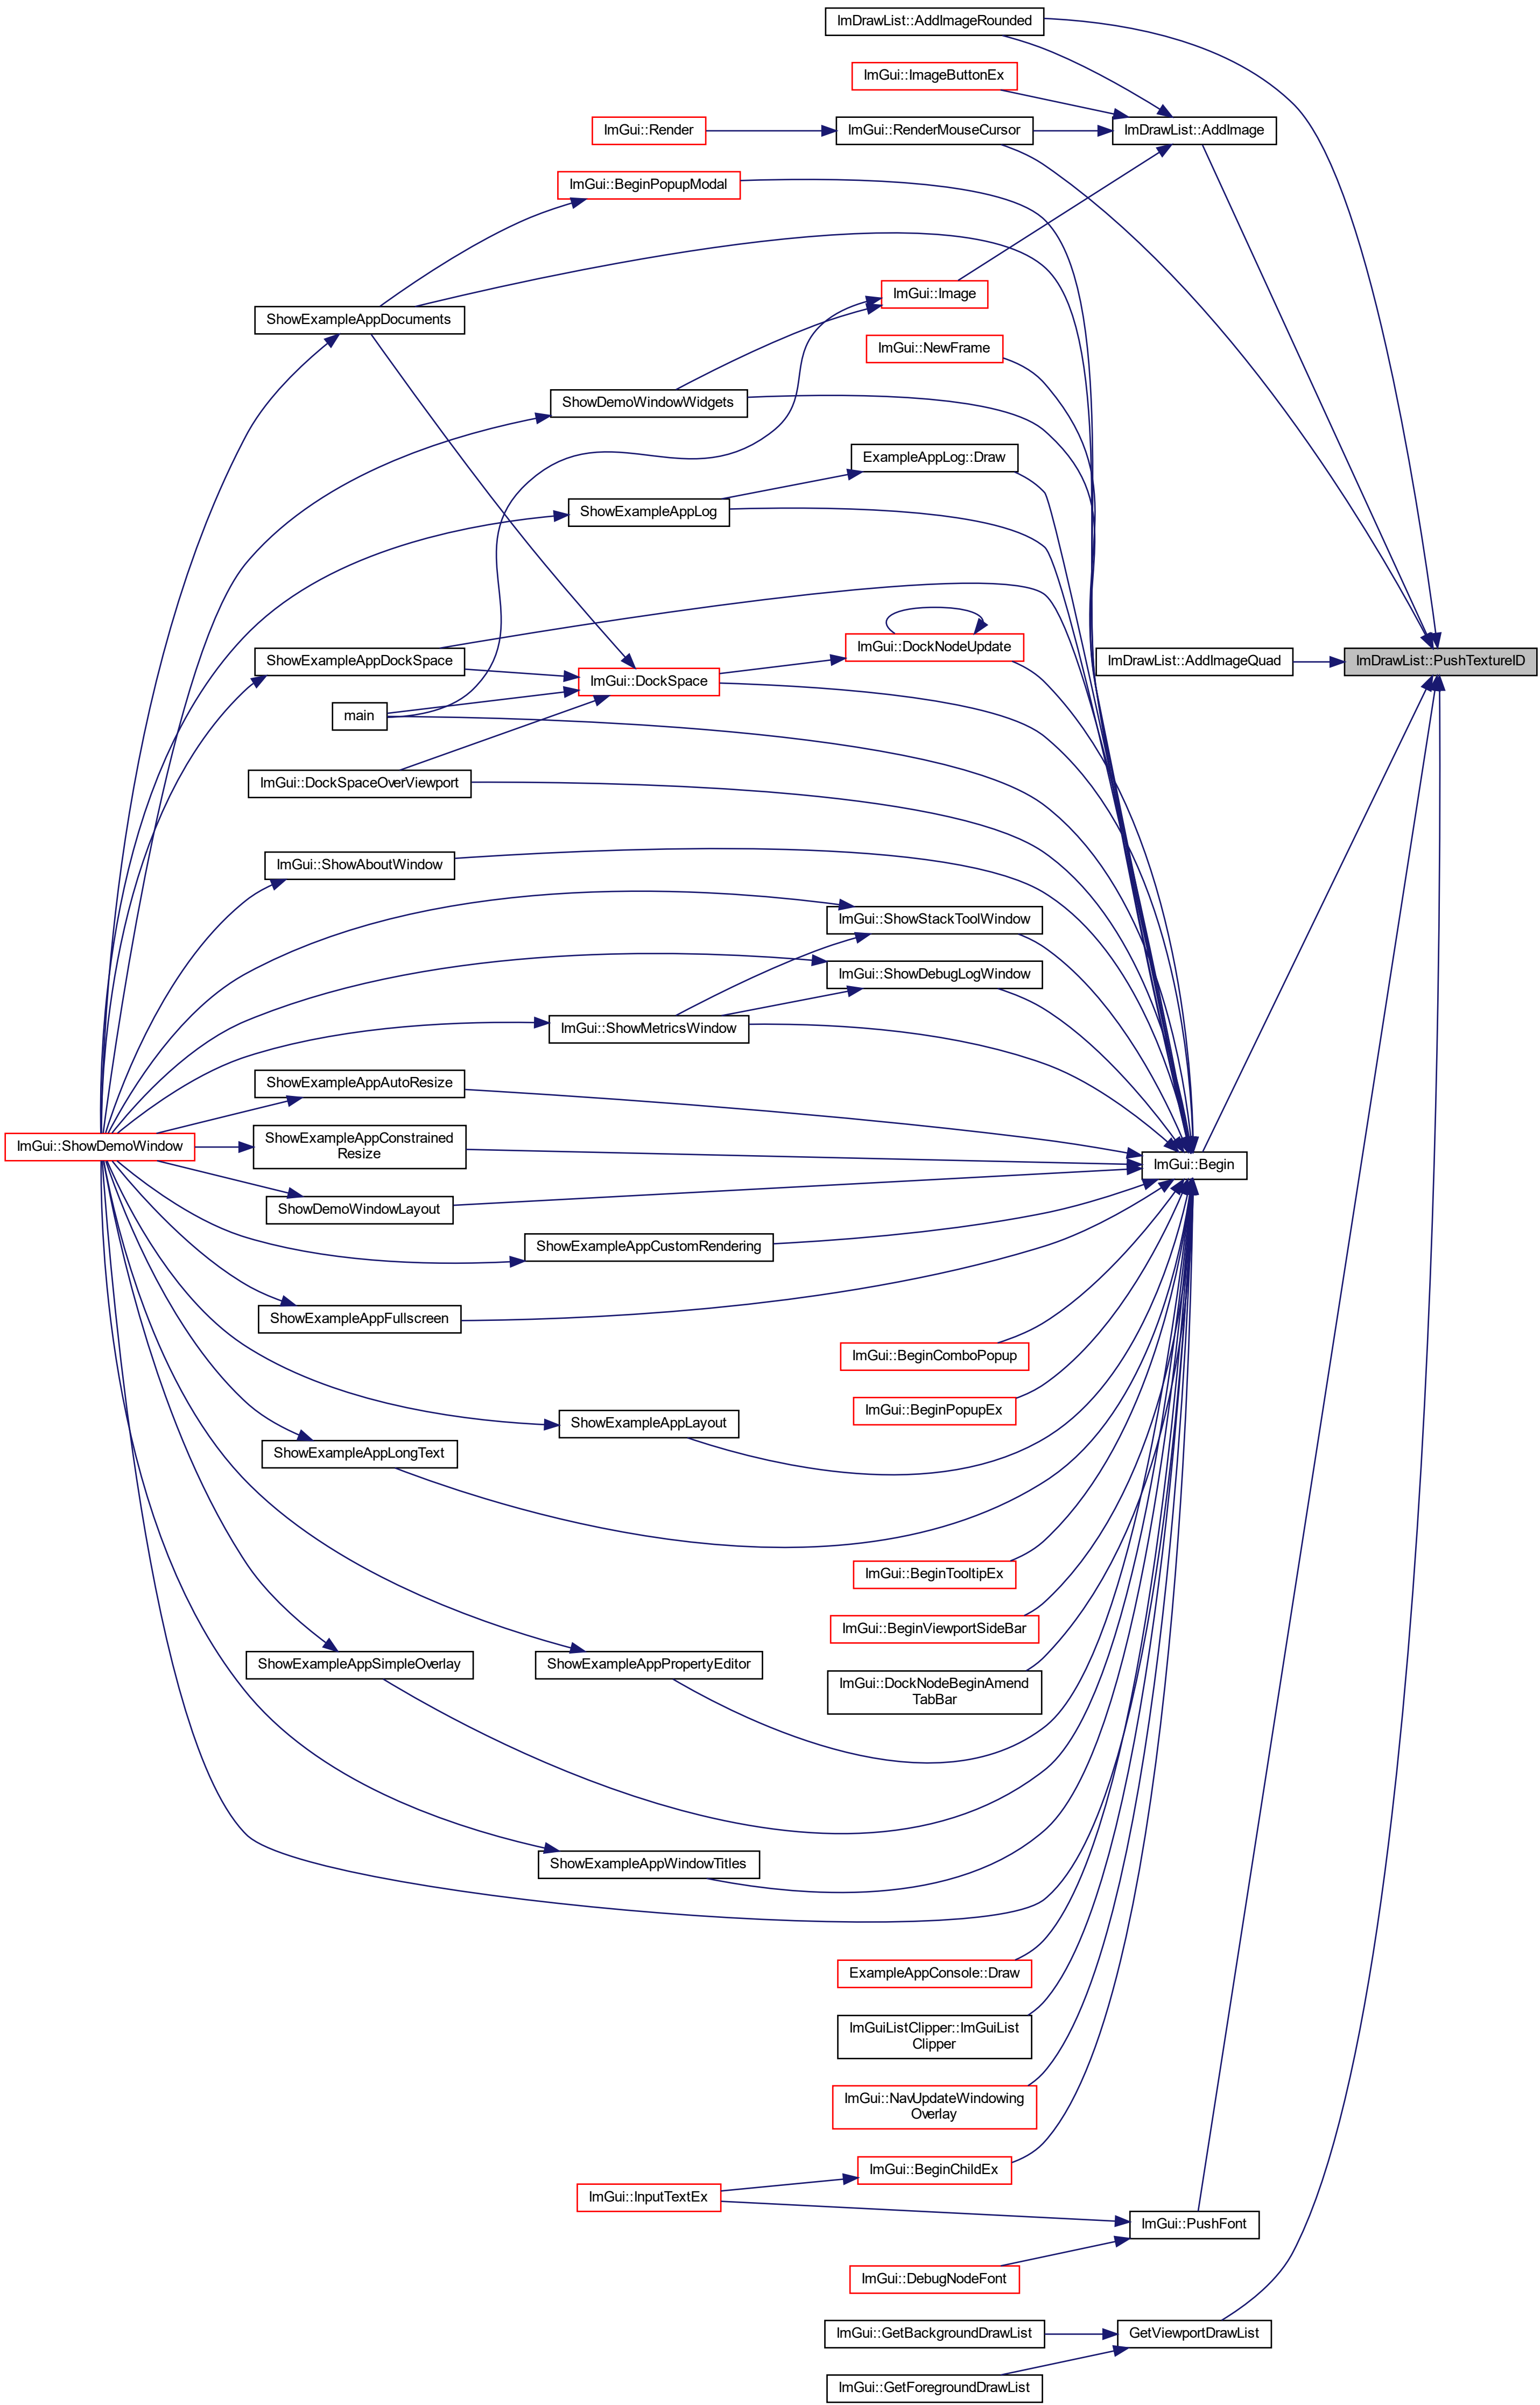 ImDrawList::AddImageRounded
ImGui::ImageButtonEx
ImGui::Render
ImGui::RenderMouseCursor
ImDrawList::AddImage
ImGui::BeginPopupModal
ImGui::Image
ShowExampleAppDocuments
ImGui::NewFrame
ShowDemoWindowWidgets
ExampleAppLog::Draw
ShowExampleAppLog
ImGui::DockNodeUpdate
ShowExampleAppDockSpace
ImDrawList::AddImageQuad
ImDrawList::PushTextureID
ImGui::DockSpace
main
ImGui::DockSpaceOverViewport
ImGui::ShowAboutWindow
ImGui::ShowStackToolWindow
ImGui::ShowDebugLogWindow
ImGui::ShowMetricsWindow
ShowExampleAppAutoResize
ImGui::ShowDemoWindow
ShowExampleAppConstrained
Resize
ImGui::Begin
ShowDemoWindowLayout
ShowExampleAppCustomRendering
ShowExampleAppFullscreen
ImGui::BeginComboPopup
ImGui::BeginPopupEx
ShowExampleAppLayout
ShowExampleAppLongText
ImGui::BeginTooltipEx
ImGui::BeginViewportSideBar
ShowExampleAppSimpleOverlay
ShowExampleAppPropertyEditor
ImGui::DockNodeBeginAmend
TabBar
ShowExampleAppWindowTitles
ExampleAppConsole::Draw
ImGuiListClipper::ImGuiList
Clipper
ImGui::NavUpdateWindowing
Overlay
ImGui::BeginChildEx
ImGui::InputTextEx
ImGui::PushFont
ImGui::DebugNodeFont
ImGui::GetBackgroundDrawList
GetViewportDrawList
ImGui::GetForegroundDrawList